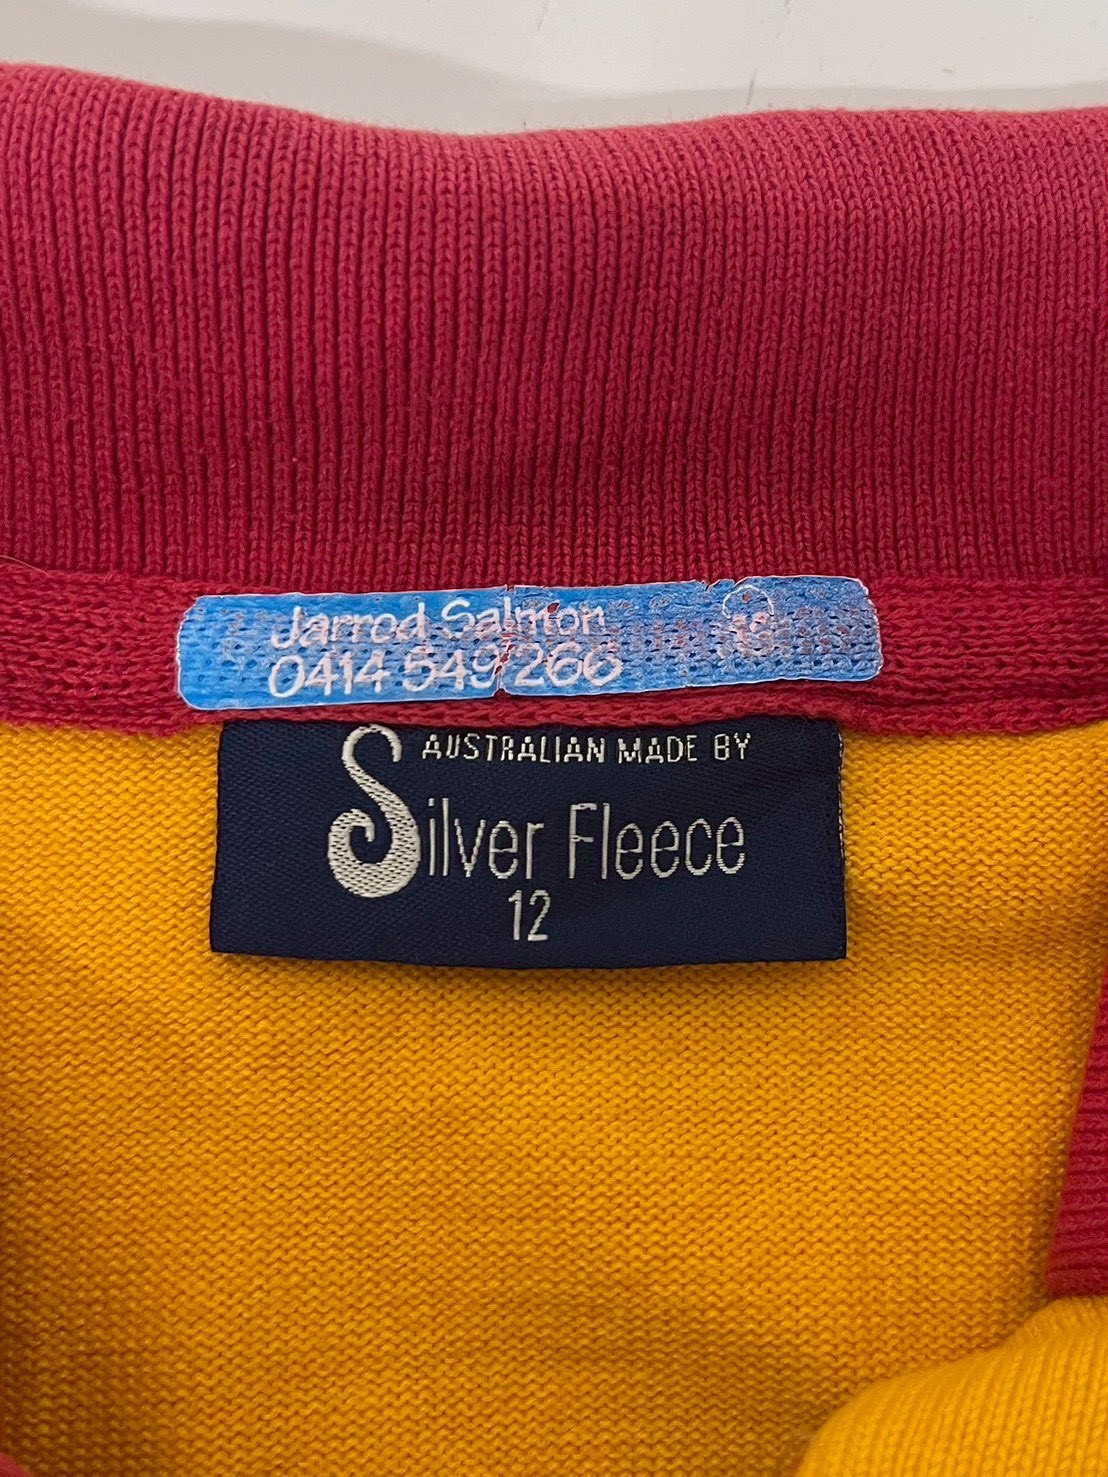 Jarrod Salmon
0414 549 266
AUSTRALIAN MADE BY
Silver Fleece
12